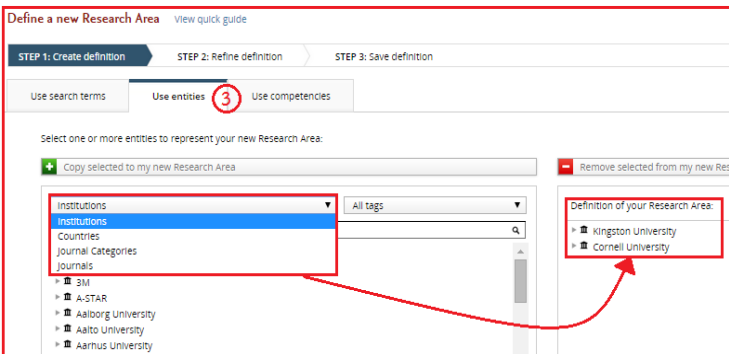 Define a new Research Area View quick guide
STEP 1: Create definition STEP 2: Refine definition STEP 3: Save definition
Use search terms Use entities 3 Use competencies
Select one or more entities to represent your new Research Area:
Copy selected to my new Research Area
Remove selected from my new Res
Institutions All tags
Institutions
Countries
Journal Categories
Journals
3M
A-STAR
Aalborg University
Aalto University
Aarhus University
Definition of your Research Area:
Kingston University
Cornell University